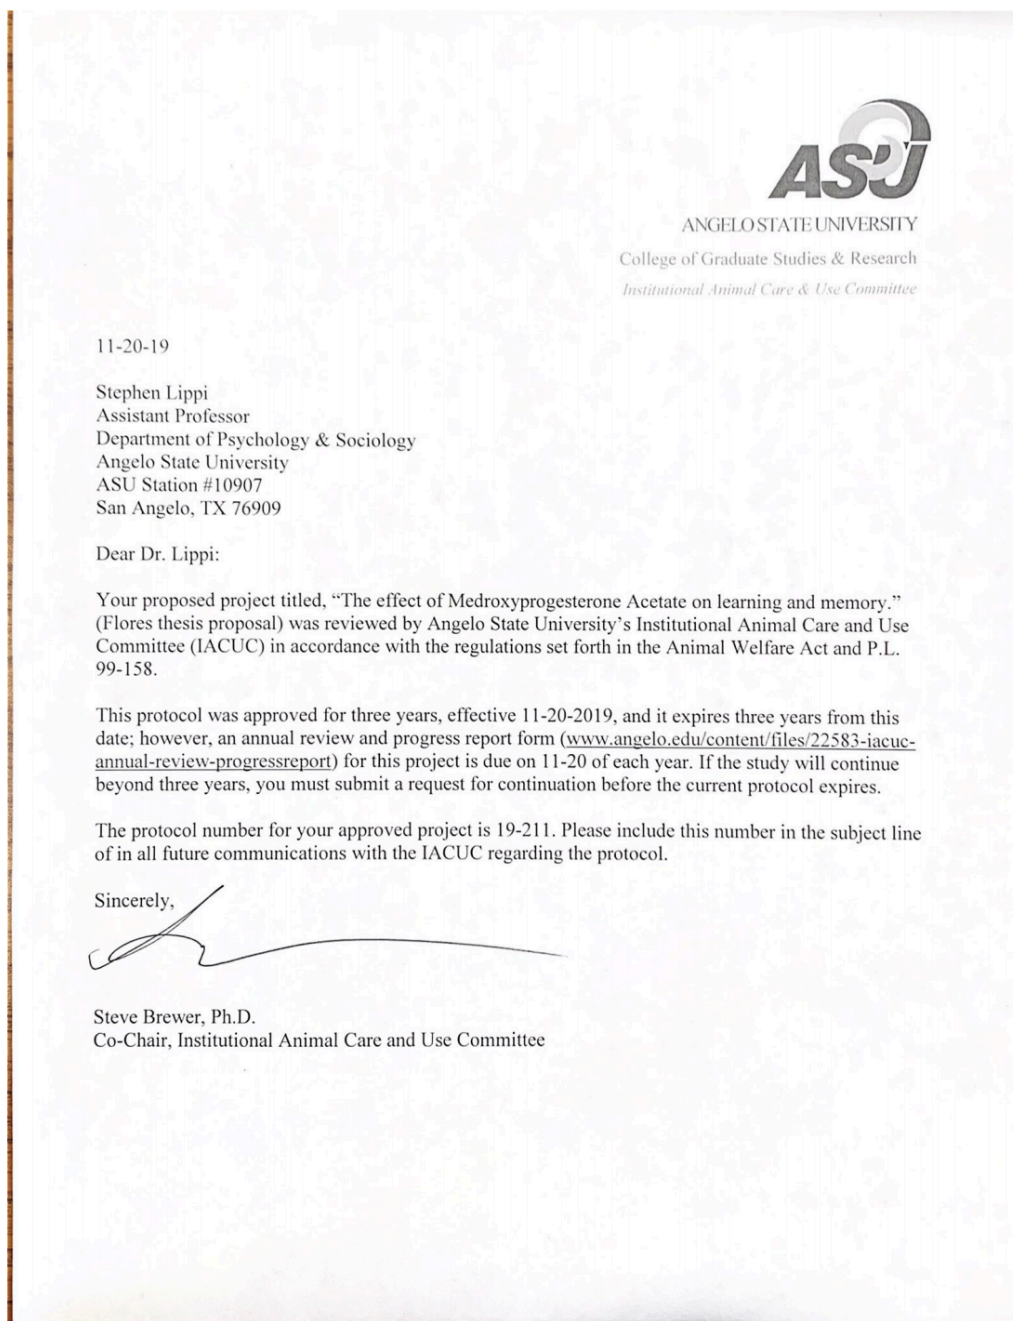 ASU
ANGELO STATE UNIVERSITY
College of Graduate Studies & Research
Institutional Animal Care & Use Committee
11-20-19
Stephen Lippi
Assistant Professor
Department of Psychology & Sociology
Angelo State University
ASU Station #10907
San Angelo, TX 76909
Dear Dr. Lippi:
Your proposed project titled, “The effect of Medroxyprogesterone Acetate on learning and memory.”
(Flores thesis proposal) was reviewed by Angelo State University’s Institutional Animal Care and Use
Committee (IACUC) in accordance with the regulations set forth in the Animal Welfare Act and P.L.
99-158.
This protocol was approved for three years, effective 11-20-2019, and it expires three years from this
date; however, an annual review and progress report form (www.angelo.edu/content/files/22583-iacuc-
annual-review-progressreport) for this project is due on 11-20 of each year. If the study will continue
beyond three years, you must submit a request for continuation before the current protocol expires.
The protocol number for your approved project is 19-211. Please include this number in the subject line
of in all future communications with the IACUC regarding the protocol.
Sincerely,
Steve Brewer, Ph.D.
Co-Chair, Institutional Animal Care and Use Committee